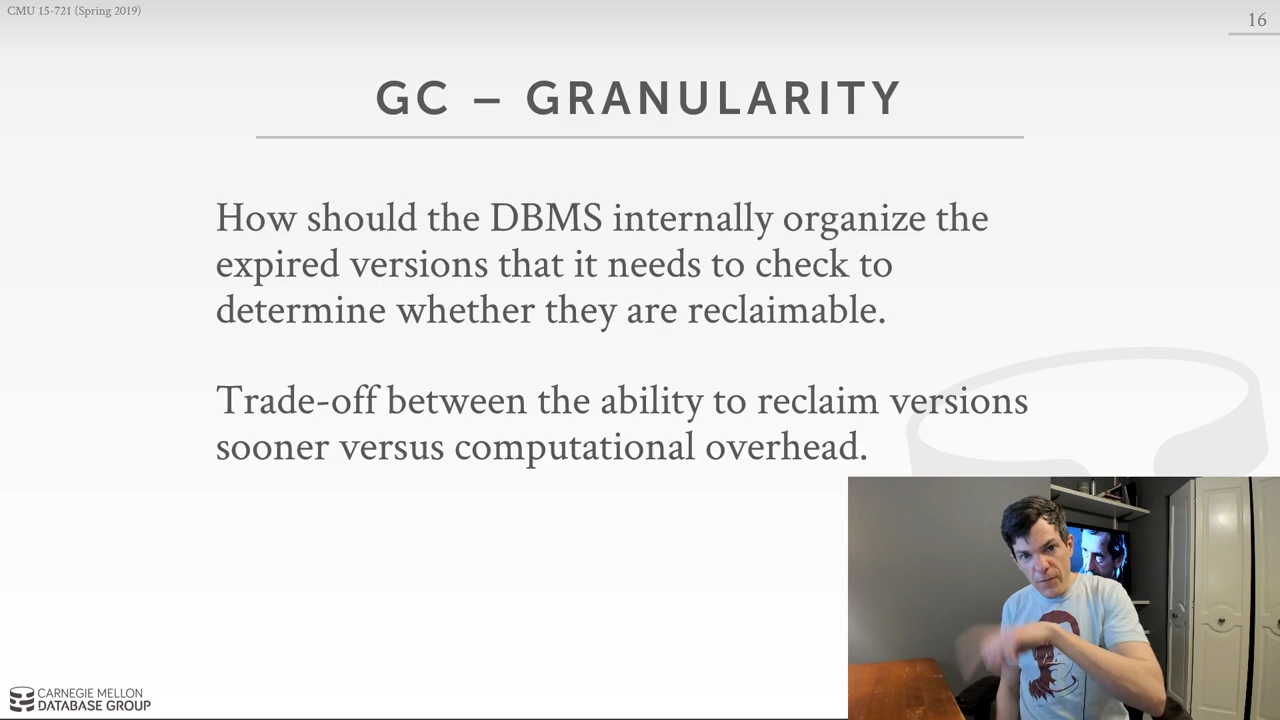 CMU 15-721 (Spring 2019)
16
GC – GRANULARITY
How should the DBMS internally organize the
expired versions that it needs to check to
determine whether they are reclaimable.
Trade-off between the ability to reclaim versions
sooner versus computational overhead.
CARNEGIE MELLON
DATABASE GROUP